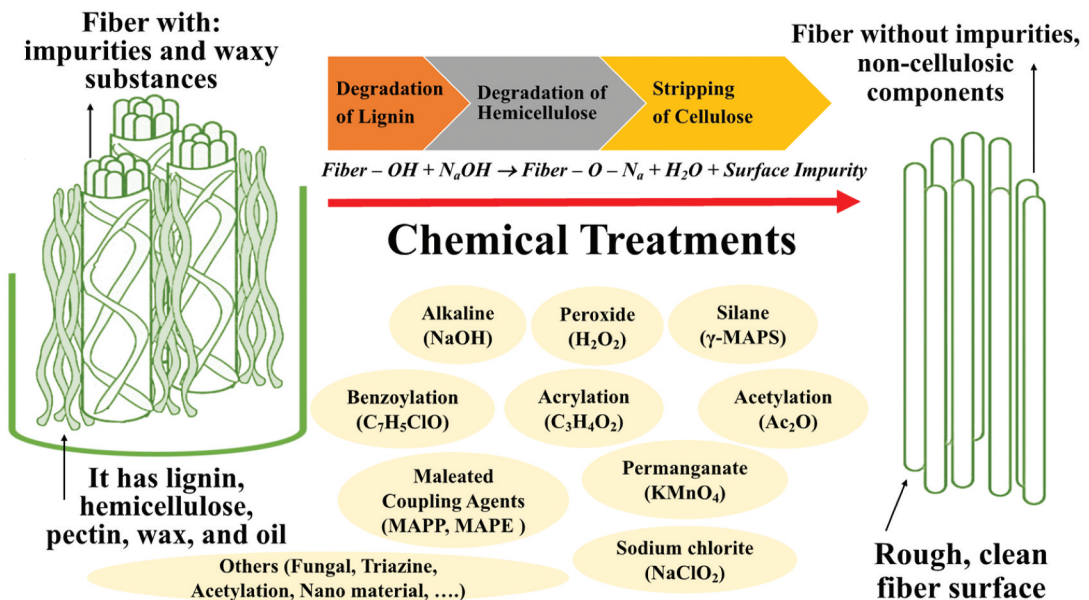 Fiber with:
impurities and waxy
substances
Degradation
of Lignin
Degradation of
Hemicellulose
Stripping
of Cellulose
Fiber – OH + NₐOH → Fiber – O – Nₐ + H₂O + Surface Impurity
Chemical Treatments
Fiber without impurities,
non-cellulosic
components
Alkaline
(NaOH)
Peroxide
(H₂O₂)
Silane
(γ-MAPS)
Benzoylation
(C₇H₅ClO)
Acrylation
(C₃H₄O₂)
Acetylation
(Ac₂O)
Maleated
Coupling Agents
(MAPP, MAPE )
Permanganate
(KMnO₄)
Sodium chlorite
(NaClO₂)
Others (Fungal, Triazine,
Acetylation, Nano material, ….)
It has lignin,
hemicellulose,
pectin, wax, and oil
Rough, clean
fiber surface